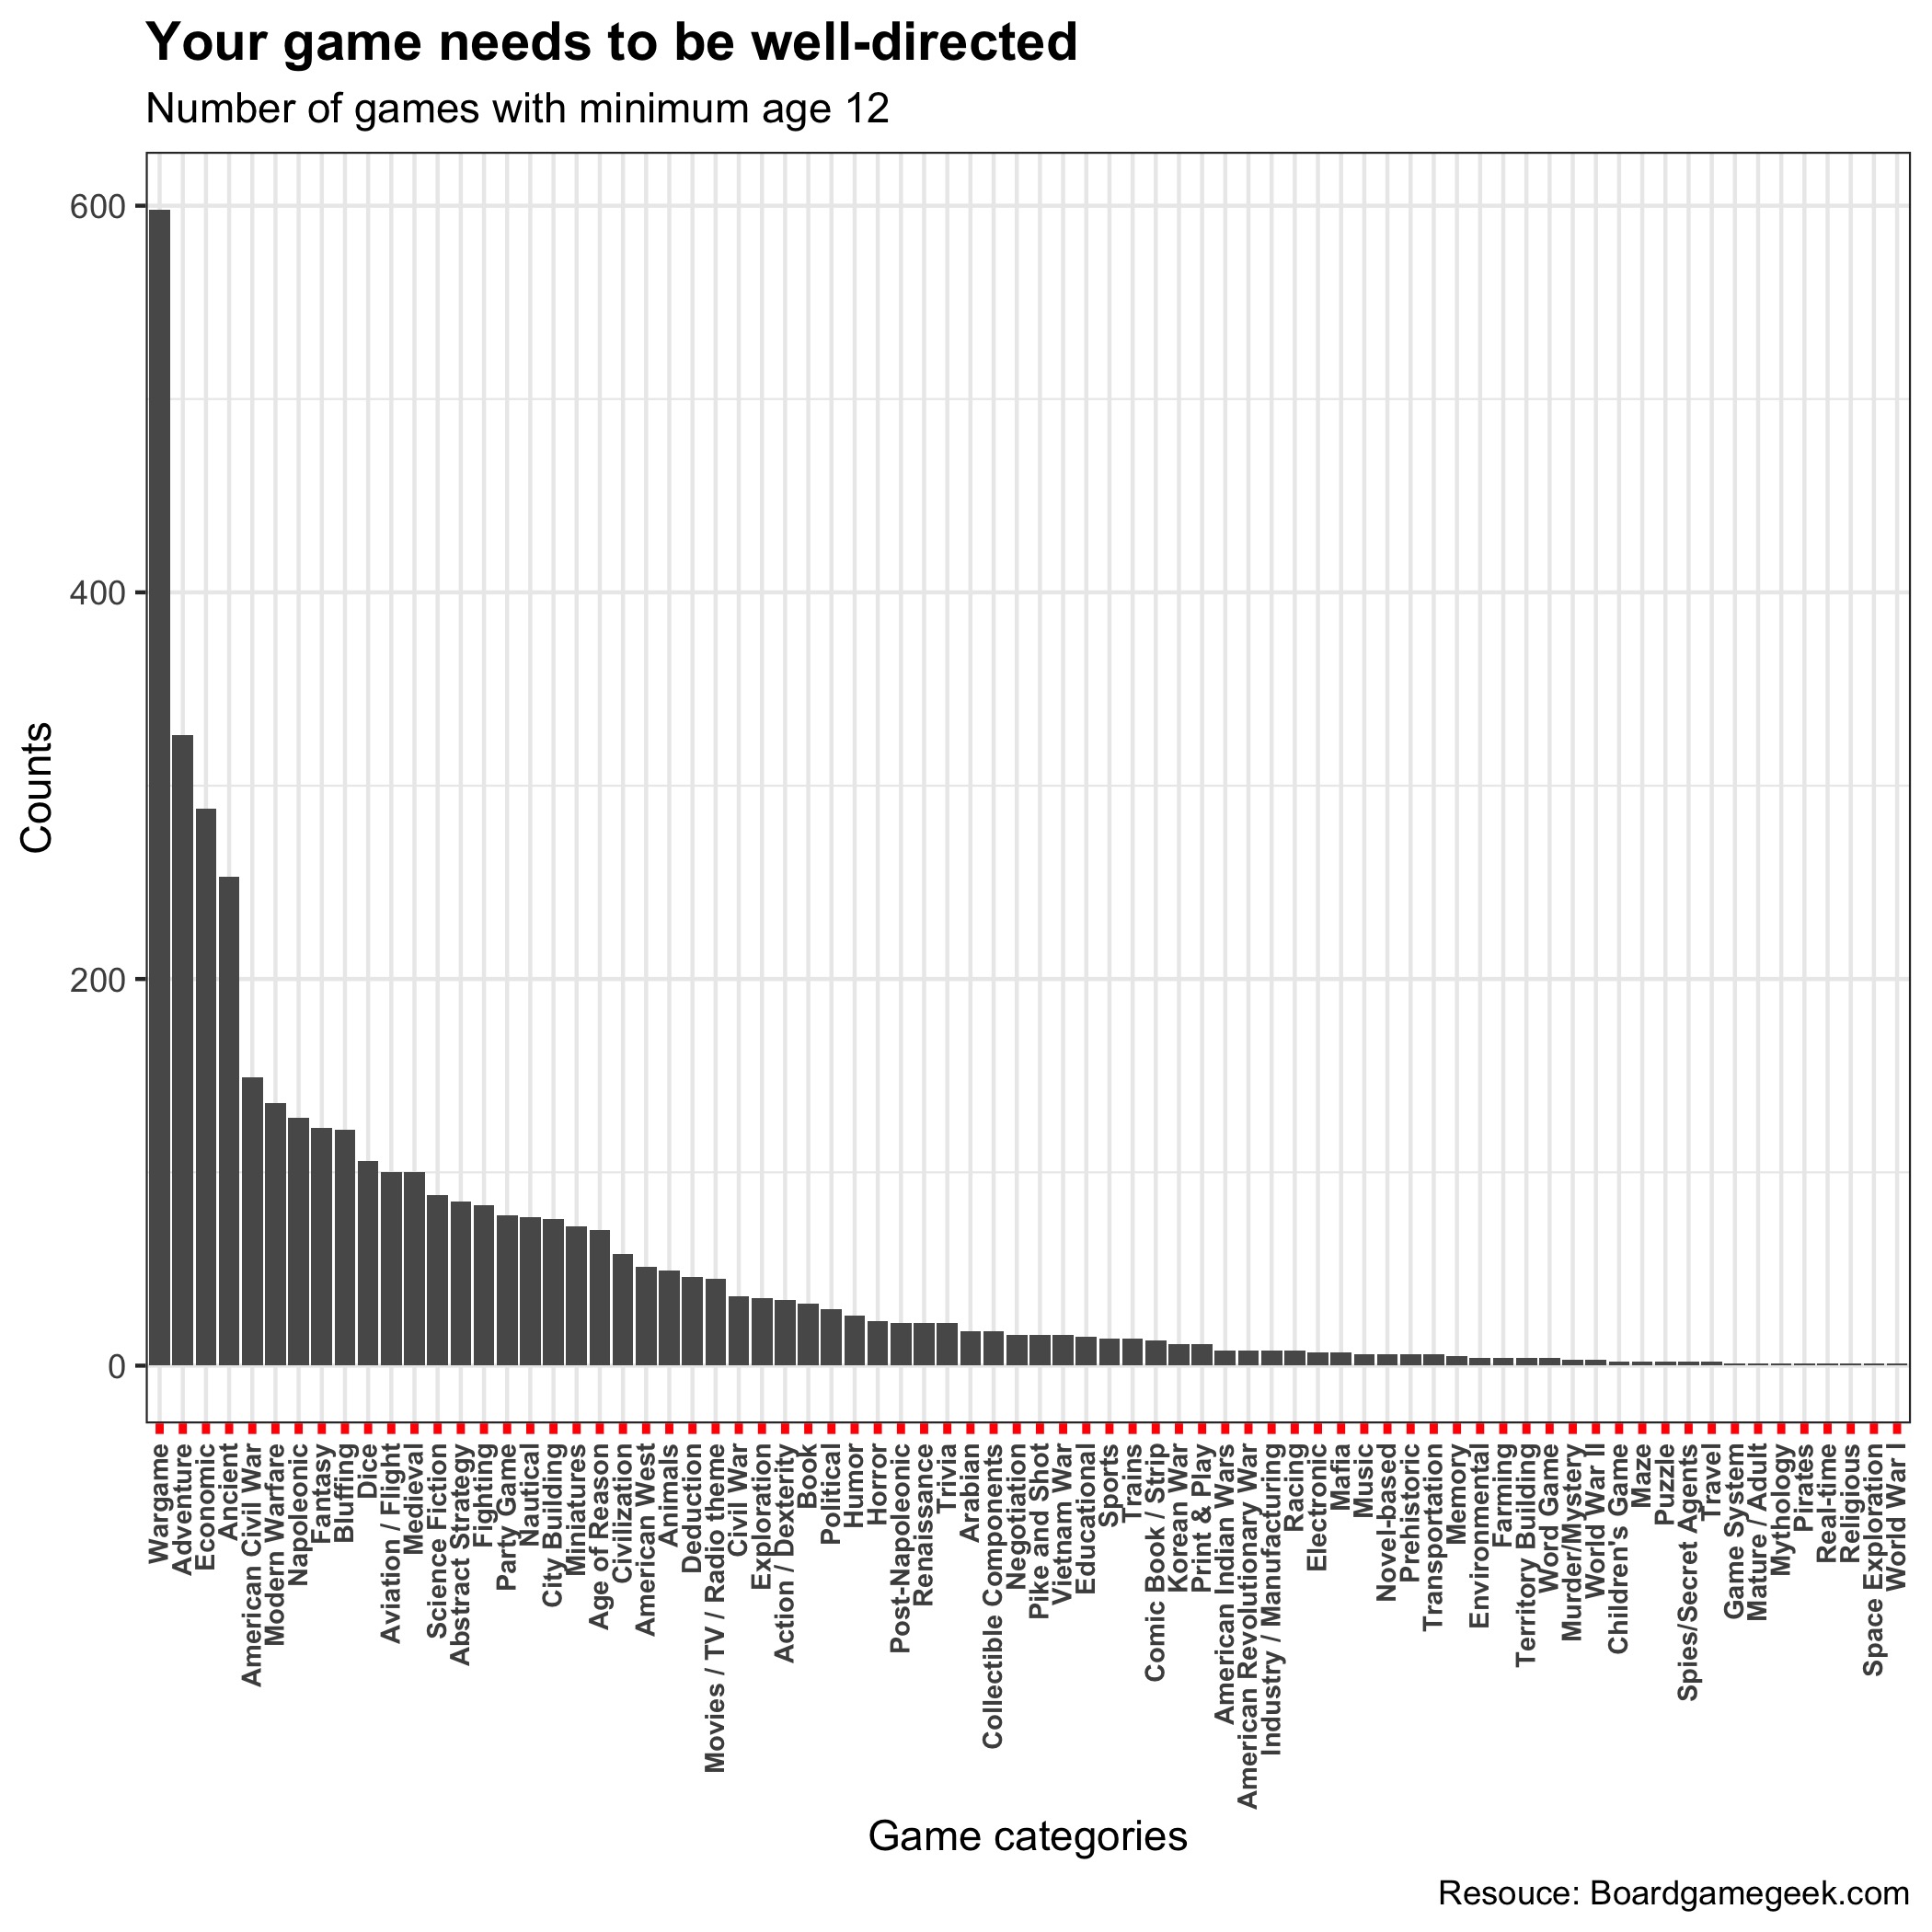 Your game needs to be well-directed
Number of games with minimum age 12
Counts
600
400
200
0
Wargame
Adventure
Economic
Ancient
American Civil War
Modern Warfare
Napoleonic
Fantasy
Bluffing
Dice
Aviation / Flight
Medieval
Science Fiction
Abstract Strategy
Fighting
Party Game
Nautical
City Building
Miniatures
Age of Reason
Civilization
American West
Animals
Deduction
Movies / TV / Radio theme
Civil War
Exploration
Action / Dexterity
Book
Political
Humor
Horror
Post-Napoleonic
Renaissance
Trivia
Arabian
Collectible Components
Negotiation
Pike and Shot
Vietnam War
Educational
Sports
Trains
Comic Book / Strip
Korean War
Print & Play
American Indian Wars
American Revolutionary War
Industry / Manufacturing
Racing
Electronic
Mafia
Music
Novel-based
Prehistoric
Transportation
Memory
Environmental
Farming
Territory Building
Word Game
Murder/Mystery
World War II
Children's Game
Maze
Puzzle
Spies/Secret Agents
Travel
Game System
Mature / Adult
Mythology
Pirates
Real-time
Religious
Space Exploration
World War I
Game categories
Resouce: Boardgamegeek.com